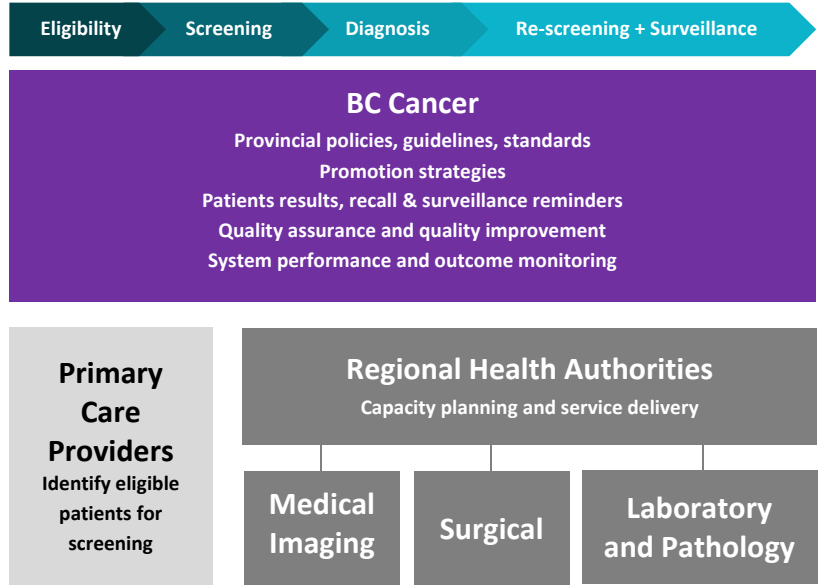 Eligibility
Screening
Diagnosis
Re-screening + Surveillance
BC Cancer
Provincial policies, guidelines, standards
Promotion strategies
Patients results, recall & surveillance reminders
Quality assurance and quality improvement
System performance and outcome monitoring
Primary
Care
Providers
Identify eligible
patients for
screening
Regional Health Authorities
Capacity planning and service delivery
Medical
Imaging
Surgical
Laboratory
and Pathology